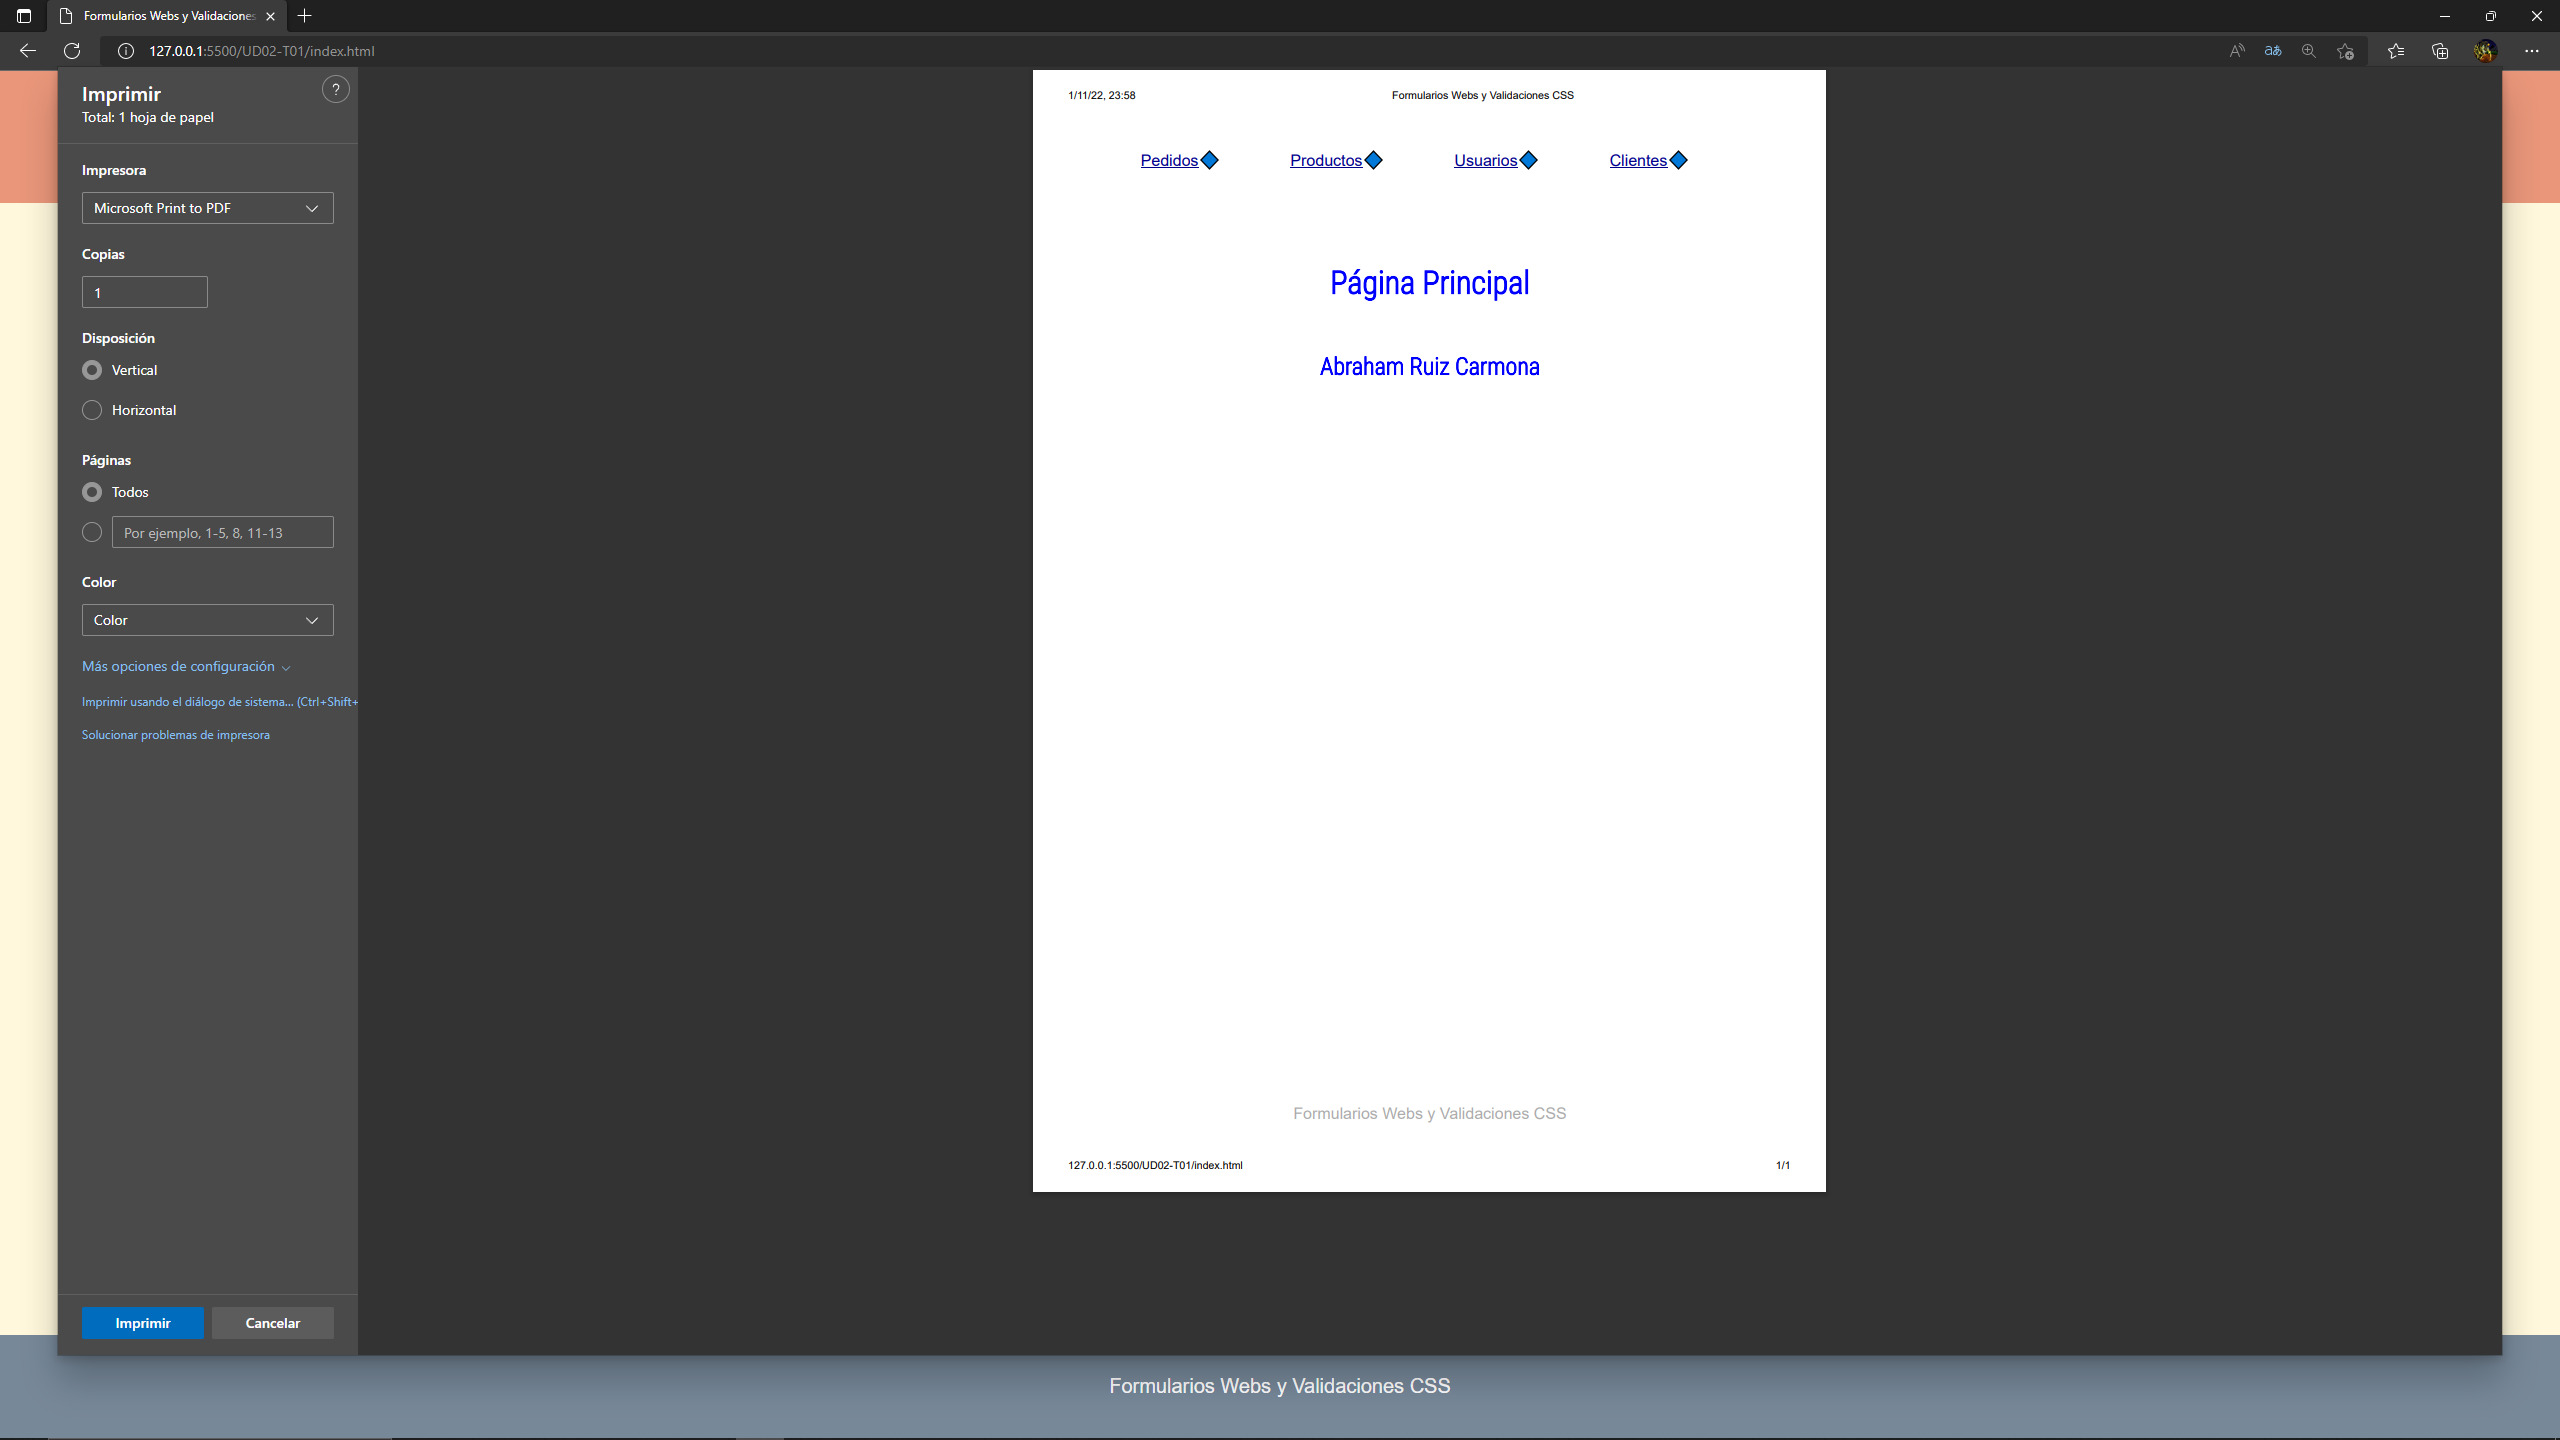 Formularios Webs y Validaciones
127.0.0.1:5500/UD02-T01/index.html
Imprimir
?
Total: 1 hoja de papel
Impresora
Microsoft Print to PDF
Copias
1
Disposición
Vertical
Horizontal
Páginas
Todos
Por ejemplo, 1-5, 8, 11-13
Color
Color
Más opciones de configuración
Imprimir usando el diálogo de sistema... (Ctrl+Shift+
Solucionar problemas de impresora
Imprimir Cancelar
1/11/22, 23:58 Formularios Webs y Validaciones CSS
Pedidos Productos Usuarios Clientes
Página Principal
Abraham Ruiz Carmona
Formularios Webs y Validaciones CSS
127.0.0.1:5500/UD02-T01/index.html 1/1
Formularios Webs y Validaciones CSS